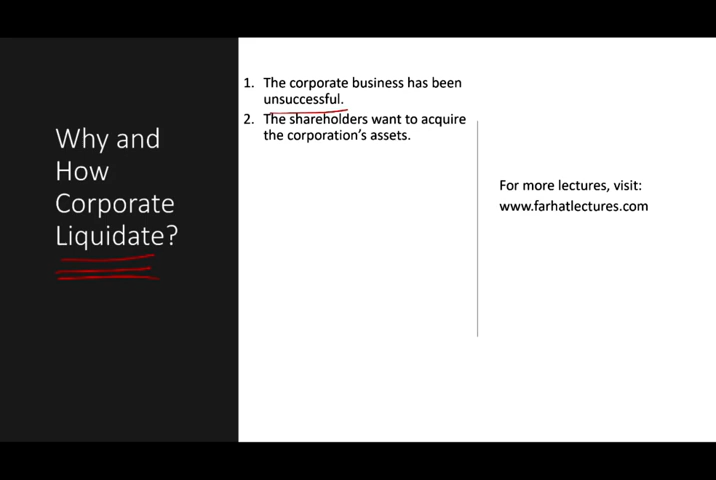 Why and
How
Corporate
Liquidate?
1. The corporate business has been
unsuccessful.
2. The shareholders want to acquire
the corporation's assets.
For more lectures, visit:
www.farhatlectures.com